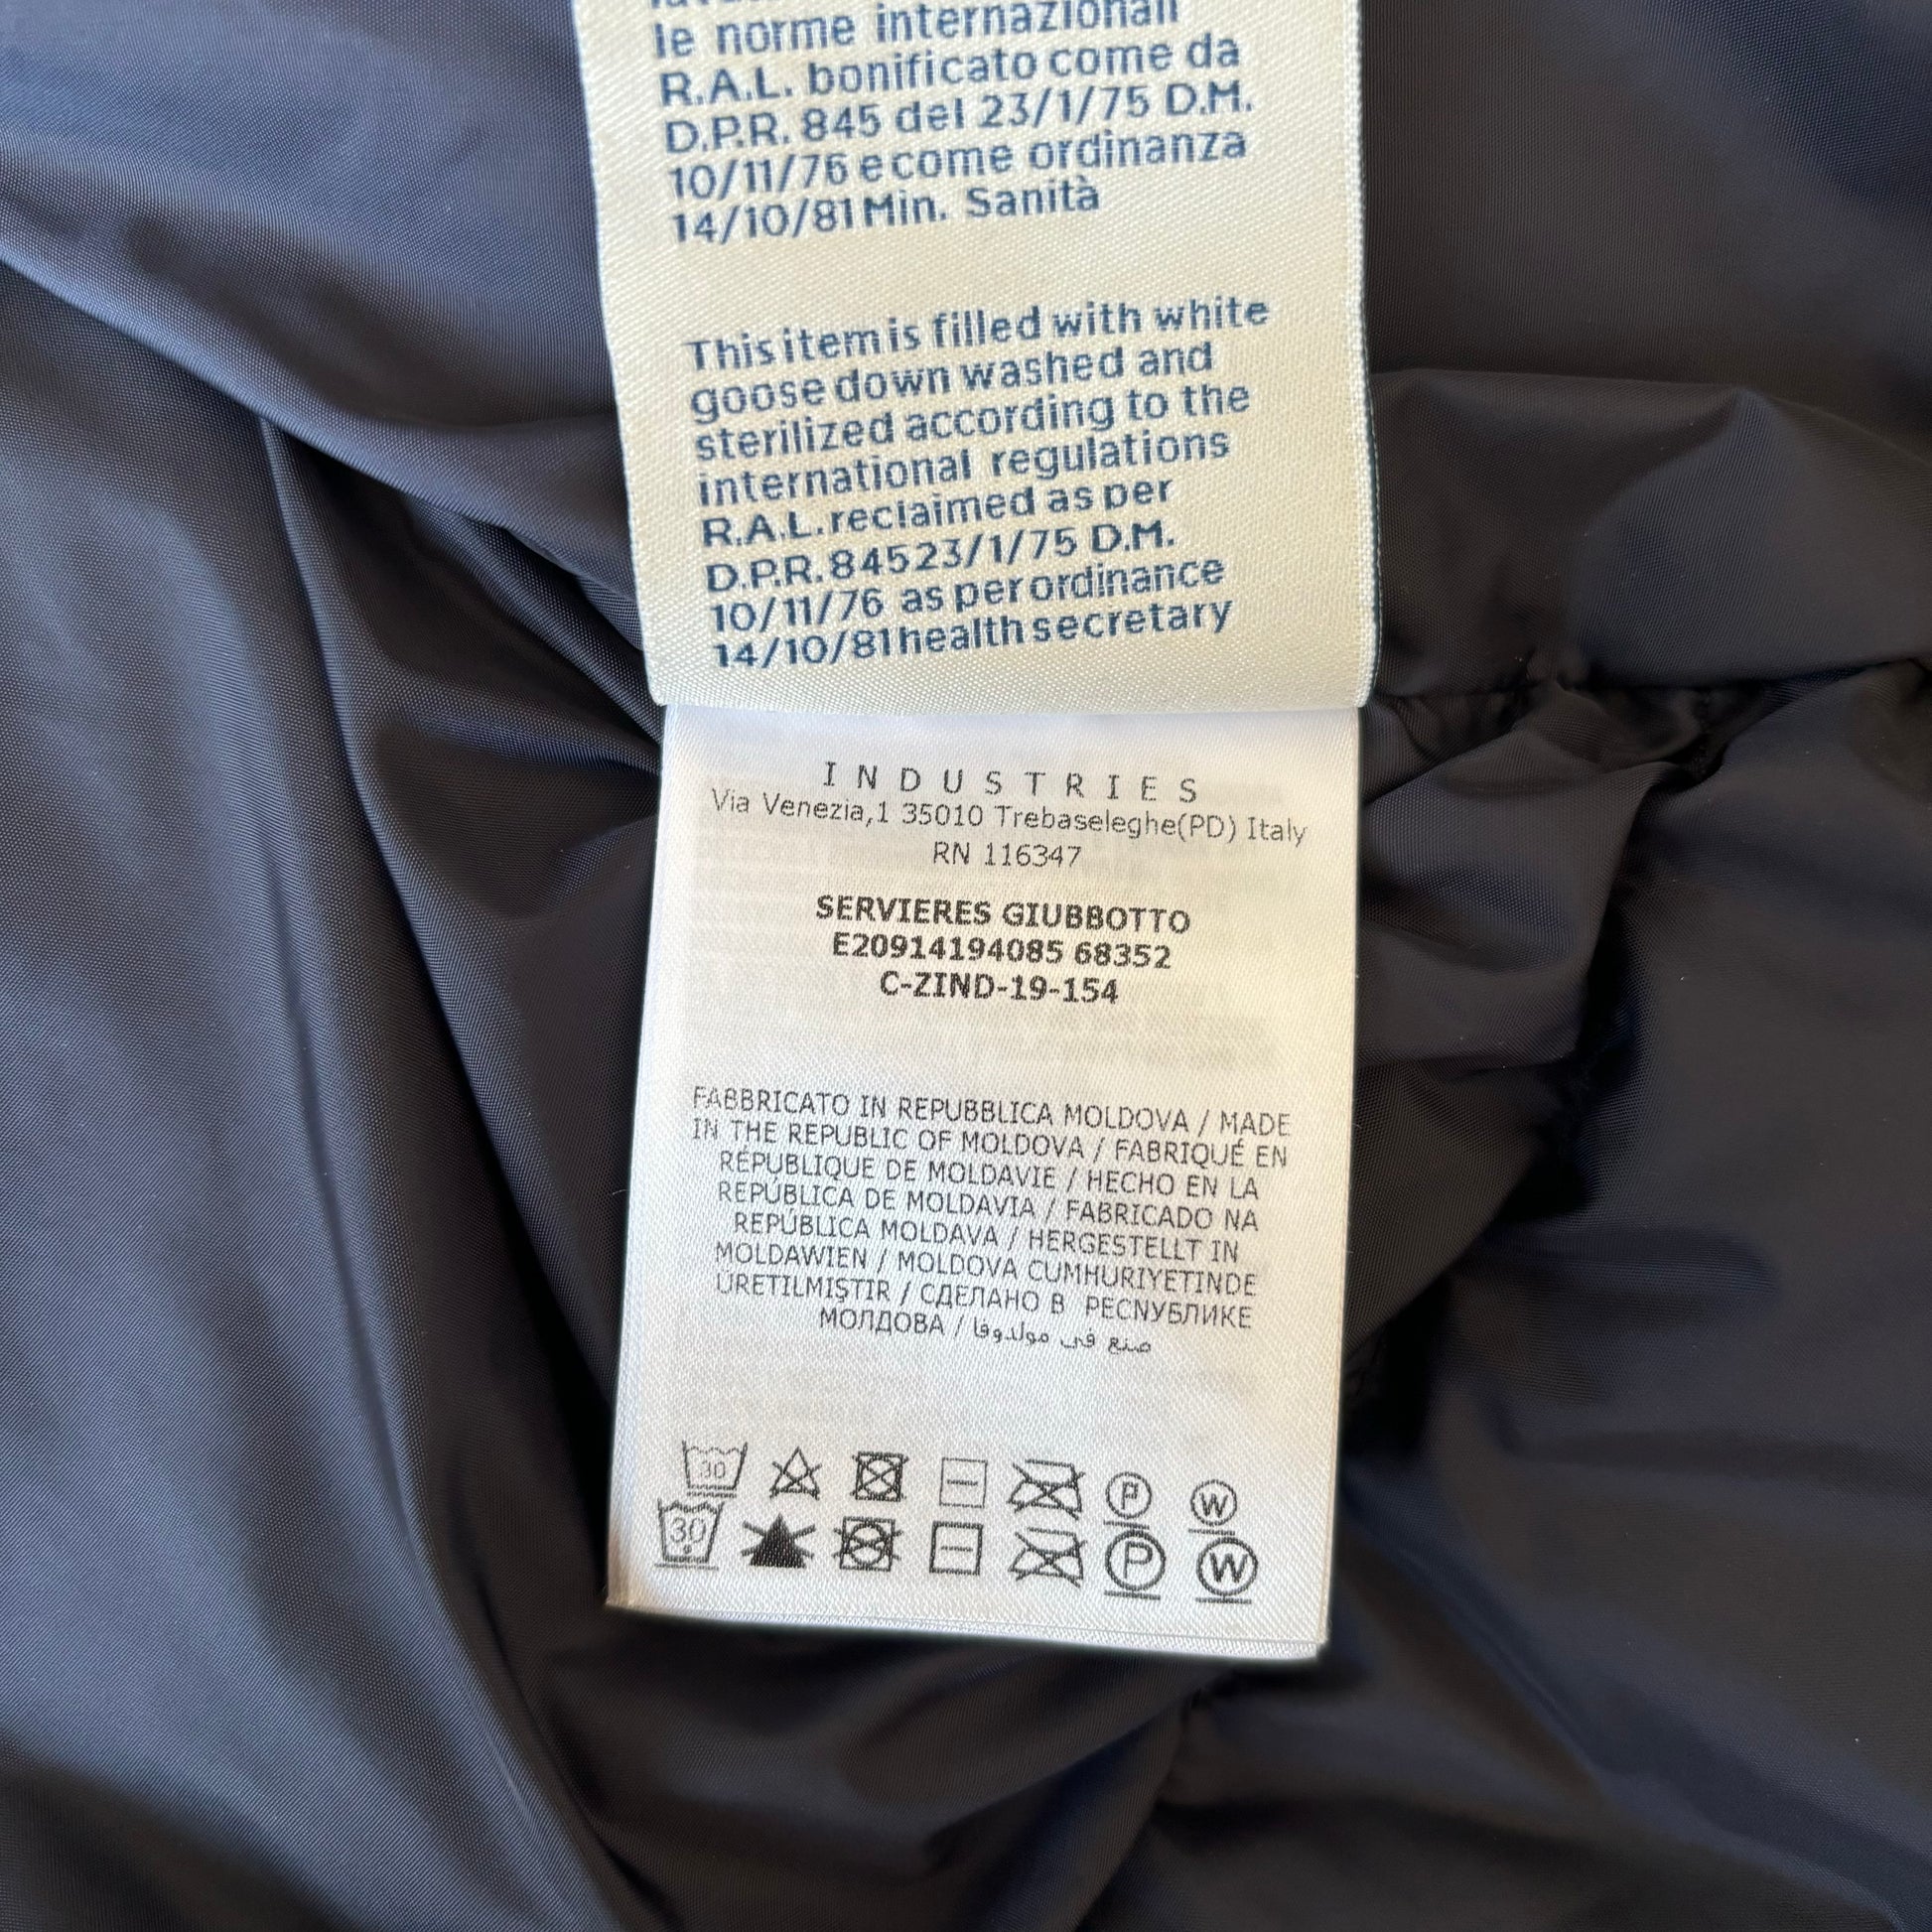 le norme internazionali
R.A.L. bonificato come da
D.P.R. 845 del 23/1/75 D.M.
10/11/76 e come ordinanza
14/10/81 Min. Sanità
This item is filled with white
goose down washed and
sterilized according to the
international regulations
R.A.L. reclaimed as per
D.P.R. 845 23/1/75 D.M.
10/11/76 as per ordinance
14/10/81 health secretary
INDUSTRIES
Via Venezia,1 35010 Trebaseleghe(PD) Italy
RN 116347
SERVIERES GIUBBOTTO
E20914194085 68352
C-ZIND-19-154
FABBRICATO IN REPUBBLICA MOLDOVA / MADE
IN THE REPUBLIC OF MOLDOVA / FABRIQUÉ EN
RÉPUBLIQUE DE MOLDAVIE / HECHO EN LA
REPÚBLICA DE MOLDAVIA / FABRICADO NA
REPÚBLICA MOLDAVA / HERGESTELLT IN
MOLDAWIEN / MOLDOVA CUMHURIYETINDE
ÜRETILMIŞTIR / СДЕЛАНО В РЕСПУБЛИКЕ
МОЛДОВА / صنع في مولدوفا
30 P W
30 P W